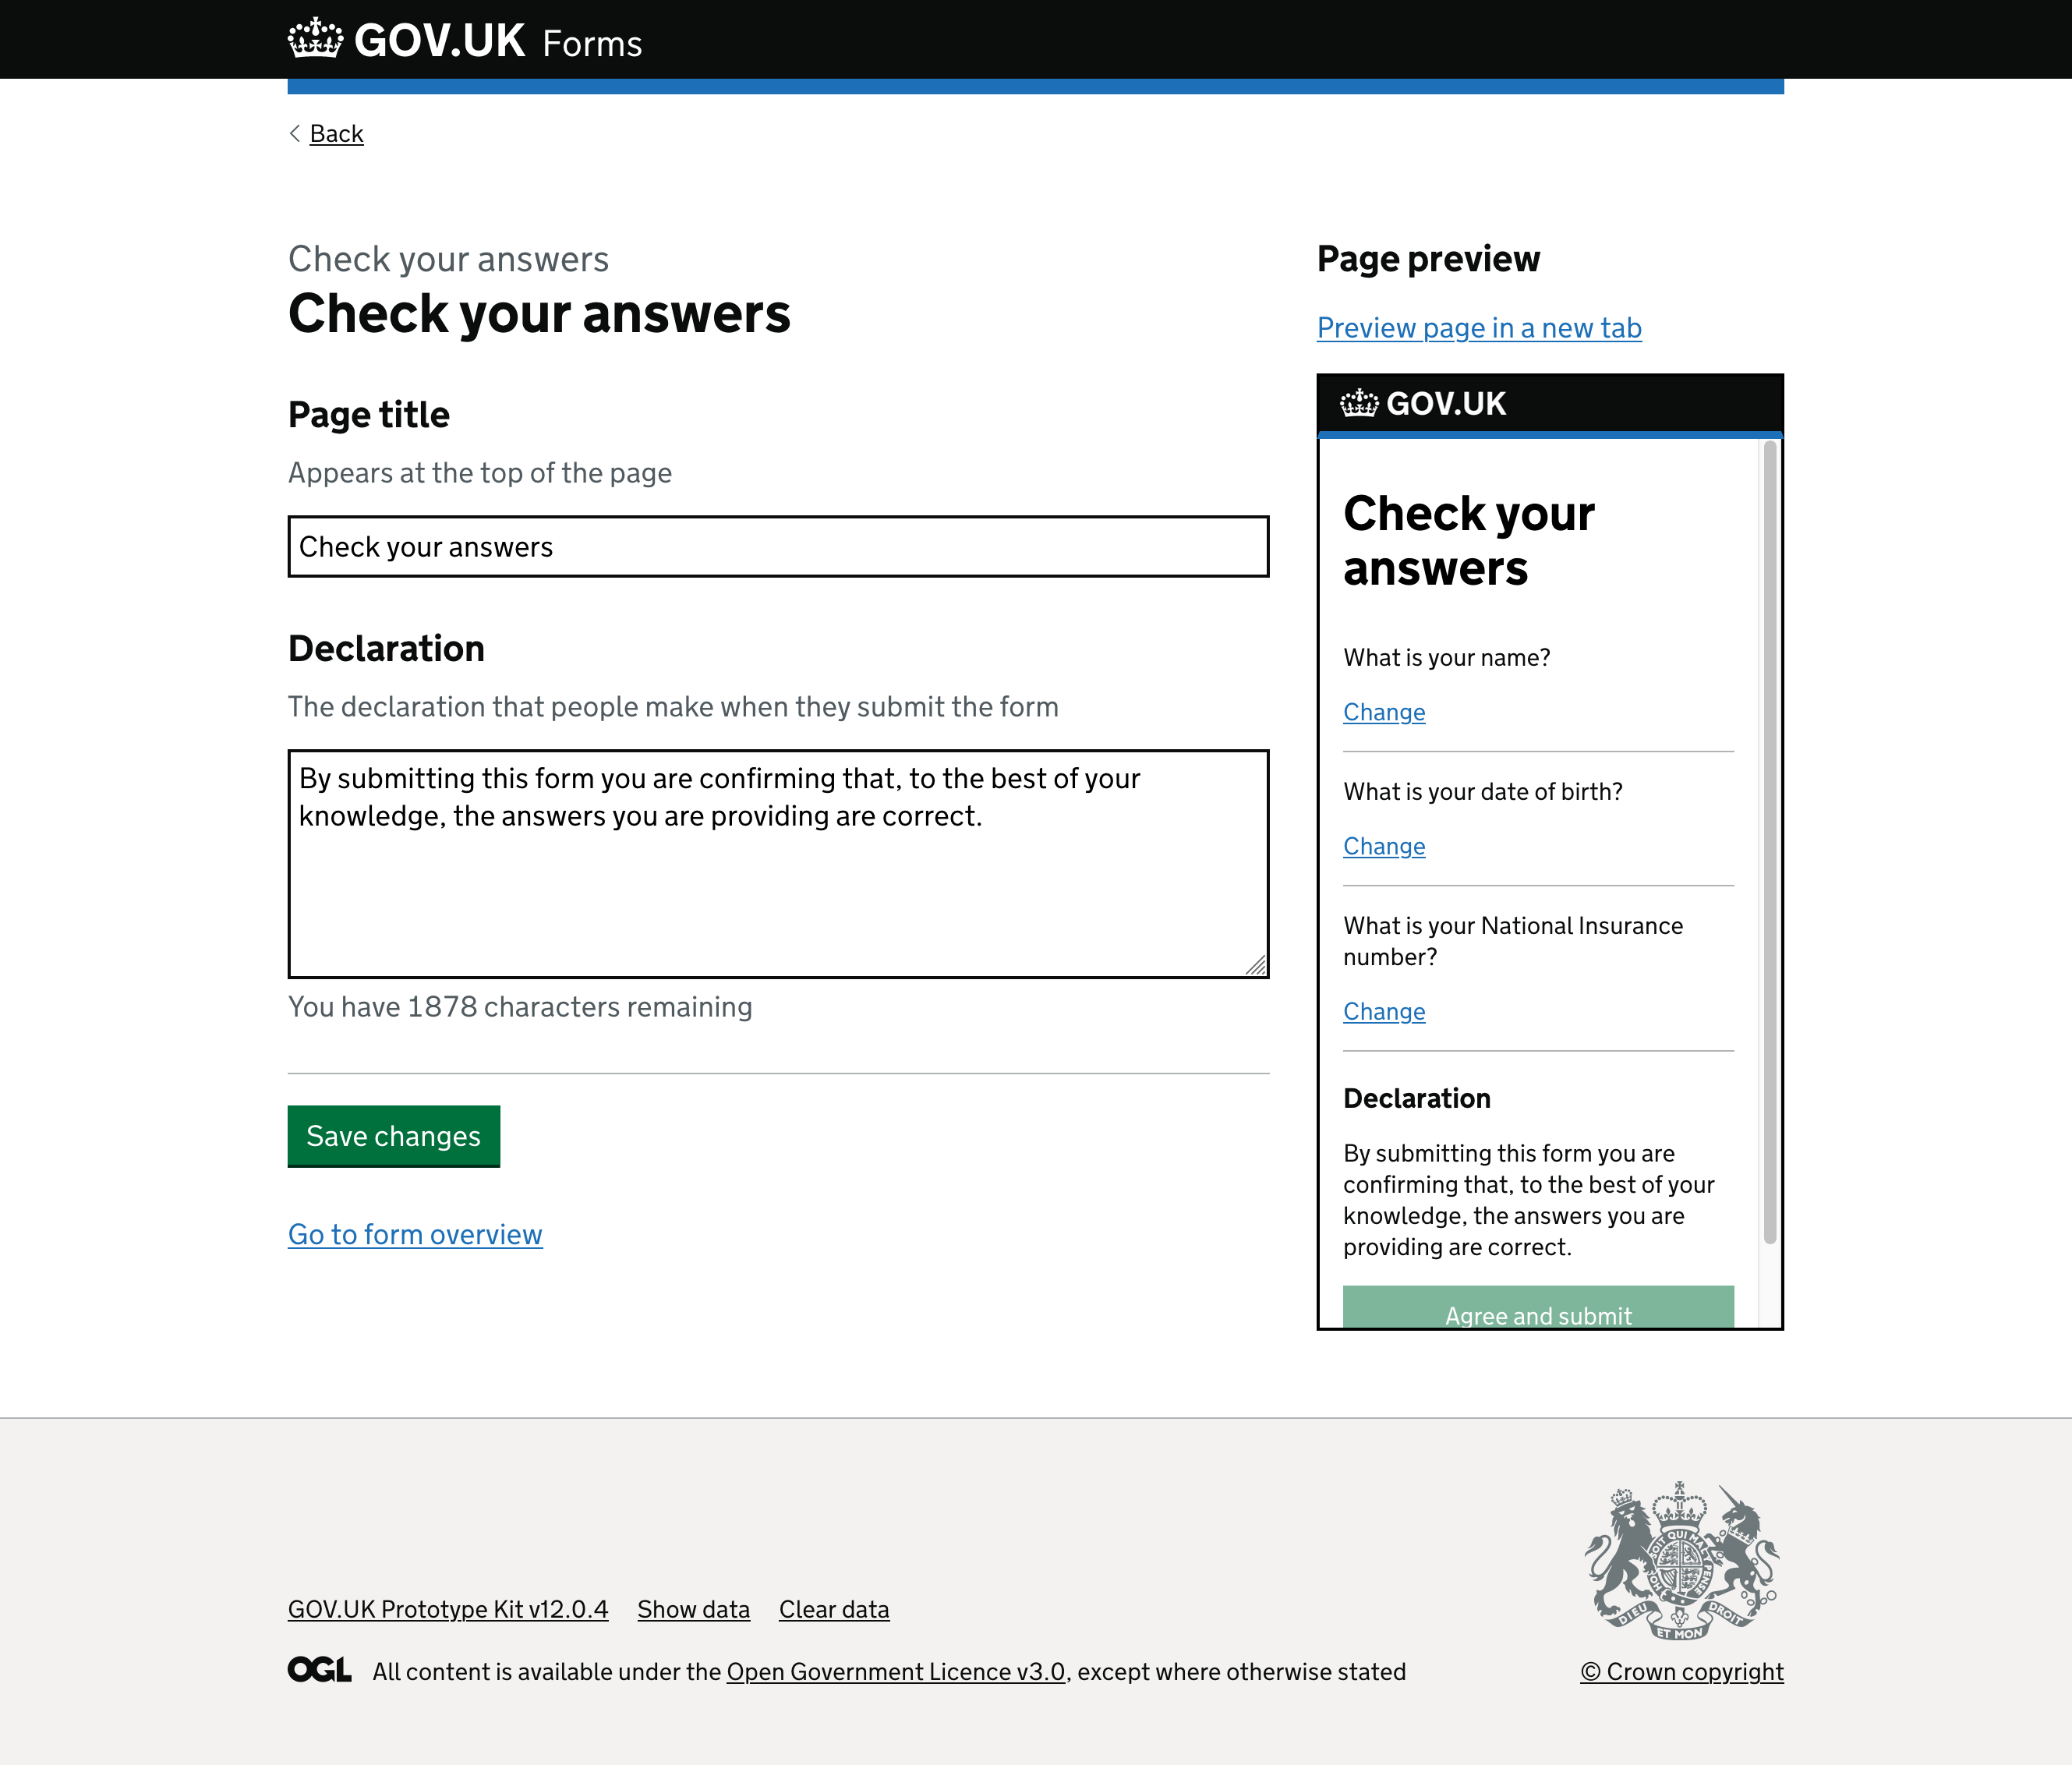 GOV.UK Forms
Back
Check your answers
Check your answers
Page title
Appears at the top of the page
Check your answers
Declaration
The declaration that people make when they submit the form
By submitting this form you are confirming that, to the best of your
knowledge, the answers you are providing are correct.
You have 1878 characters remaining
Save changes
Go to form overview
Page preview
Preview page in a new tab
GOV.UK
Check your
answers
What is your name?
Change
What is your date of birth?
Change
What is your National Insurance
number?
Change
Declaration
By submitting this form you are
confirming that, to the best of your
knowledge, the answers you are
providing are correct.
Agree and submit
GOV.UK Prototype Kit v12.0.4 Show data Clear data
OGL All content is available under the Open Government Licence v3.0, except where otherwise stated
DIEU ET MON DROIT
© Crown copyright